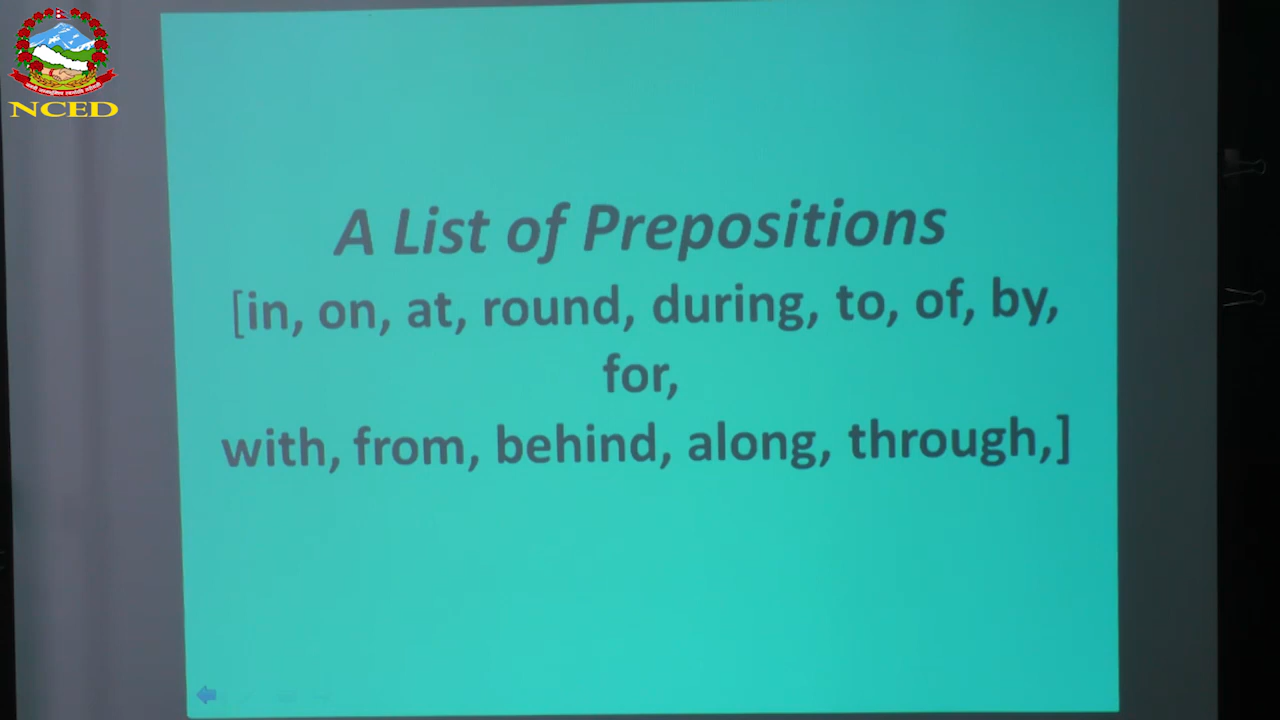 NCED
A List of Prepositions
[in, on, at, round, during, to, of, by,
for,
with, from, behind, along, through,]